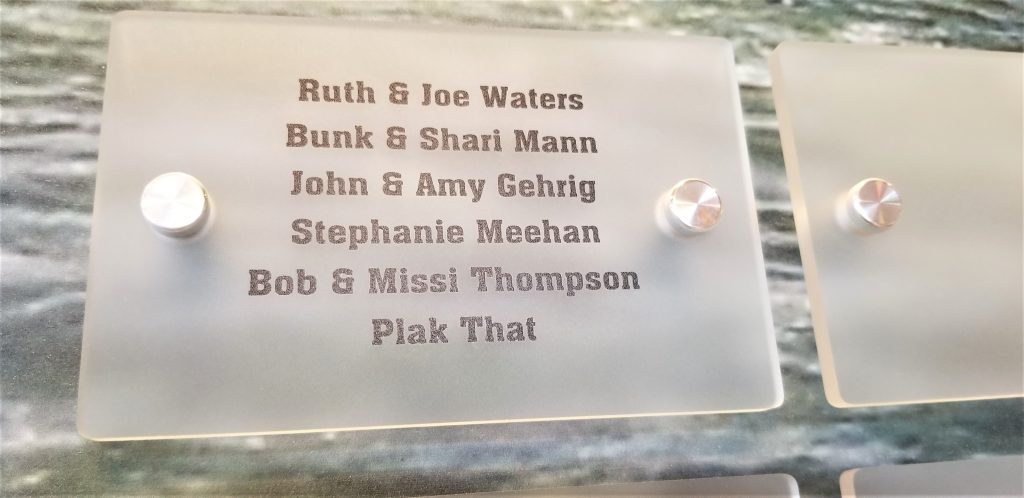 Ruth & Joe Waters
Bunk & Shari Mann
John & Amy Gehrig
Stephanie Meehan
Bob & Missi Thompson
Plak That